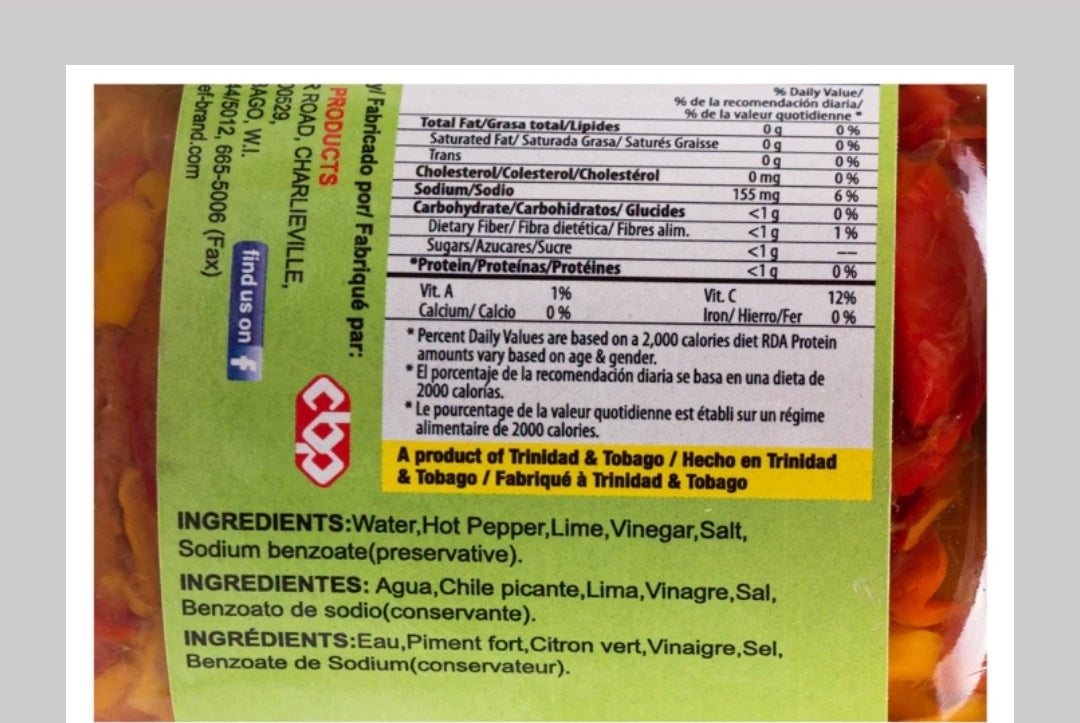 % Daily Value/
% de la recomendación diaria/
% de la valeur quotidienne *
Total Fat/Grasa total/Lipides 0 g 0 %
Saturated Fat/ Saturada Grasa/ Saturés Graisse 0 g 0 %
Trans 0 g 0 %
Cholesterol/Colesterol/Cholestérol 0 mg 0 %
Sodium/Sodio 155 mg 6 %
Carbohydrate/Carbohidratos/ Glucides <1 g 0 %
Dietary Fiber/ Fibra dietética/ Fibres alim. <1 g 1 %
Sugars/Azucares/Sucre <1 g —
*Protein/Proteínas/Protéines <1 g 0 %
Vit. A 1% Vit. C 12%
Calcium/ Calcio 0 % Iron/ Hierro/Fer 0 %
* Percent Daily Values are based on a 2,000 calories diet RDA Protein
amounts vary based on age & gender.
* El porcentaje de la recomendación diaria se basa en una dieta de
2000 calorías.
* Le pourcentage de la valeur quotidienne est établi sur un régime
alimentaire de 2000 calories.
A product of Trinidad & Tobago / Hecho en Trinidad
& Tobago / Fabriqué à Trinidad & Tobago
y/ Fabricado por/ Fabriqué par:
PRODUCTS
ROAD, CHARLIEVILLE,
00529,
AGO, W.I.
44/5012, 665-5006 (Fax)
ef-brand.com
find us on f
cbp
INGREDIENTS:Water,Hot Pepper,Lime,Vinegar,Salt,
Sodium benzoate(preservative).
INGREDIENTES: Agua,Chile picante,Lima,Vinagre,Sal,
Benzoato de sodio(conservante).
INGRÉDIENTS:Eau,Piment fort,Citron vert,Vinaigre,Sel,
Benzoate de Sodium(conservateur).